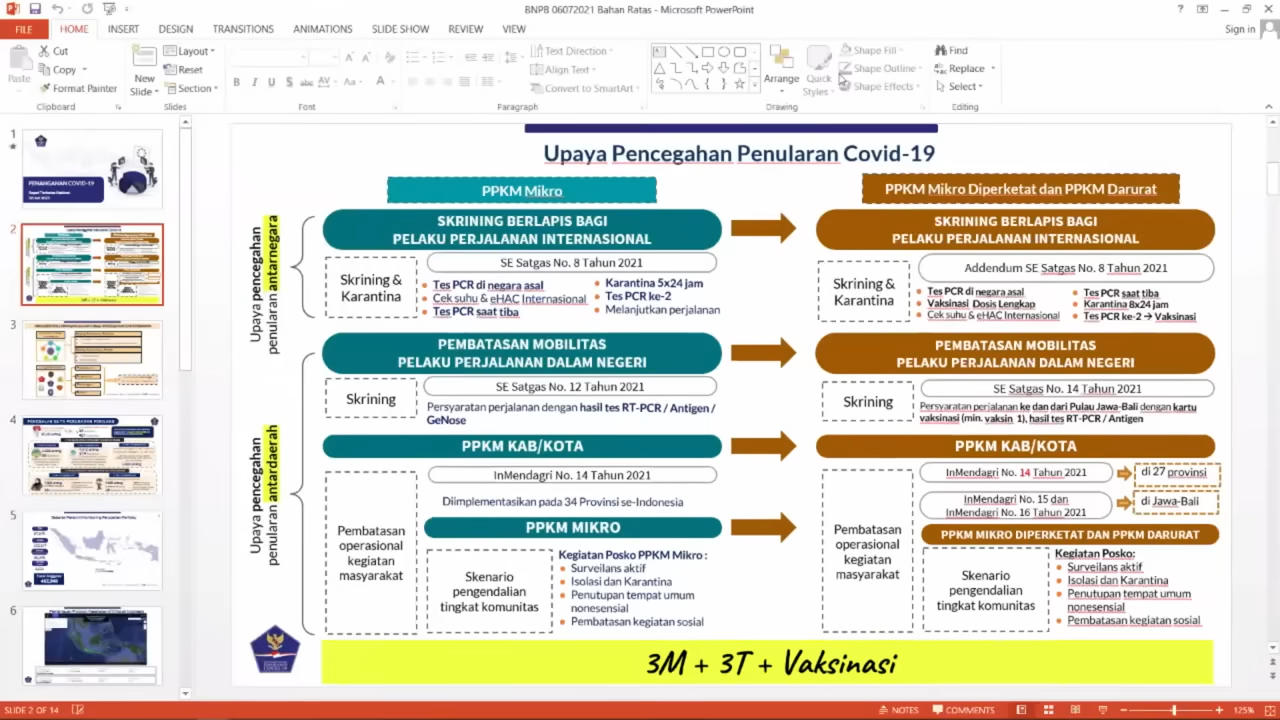 BNPB 06072021 Bahan Ratas - Microsoft PowerPoint
FILE
HOME
INSERT
DESIGN
TRANSITIONS
ANIMATIONS
SLIDE SHOW
REVIEW
VIEW
Sign in
Paste
Cut
Copy
Format Painter
Clipboard
New
Slide
Layout
Reset
Section
Slides
Font
Text Direction
Align Text
Convert to SmartArt
Paragraph
Arrange
Quick
Styles
Shape Fill
Shape Outline
Shape Effects
Drawing
Find
Replace
Select
Editing
1
PENANGANAN COVID-19
2
3
4
5
6
Upaya Pencegahan Penularan Covid-19
PPKM Mikro
Upaya pencegahan
penularan antarnegara
SKRINING BERLAPIS BAGI
PELAKU PERJALANAN INTERNASIONAL
Skrining &
Karantina
SE Satgas No. 8 Tahun 2021
Tes PCR di negara asal
Cek suhu & eHAC Internasional
Tes PCR saat tiba
Karantina 5x24 jam
Tes PCR ke-2
Melanjutkan perjalanan
Upaya pencegahan
penularan antardaerah
PEMBATASAN MOBILITAS
PELAKU PERJALANAN DALAM NEGERI
Skrining
SE Satgas No. 12 Tahun 2021
Persyaratan perjalanan dengan hasil tes RT-PCR / Antigen /
GeNose
PPKM KAB/KOTA
Pembatasan
operasional
kegiatan
masyarakat
InMendagri No. 14 Tahun 2021
Diimplementasikan pada 34 Provinsi se-Indonesia
PPKM MIKRO
Skenario
pengendalian
tingkat komunitas
Kegiatan Posko PPKM Mikro :
Surveilans aktif
Isolasi dan Karantina
Penutupan tempat umum
nonesensial
Pembatasan kegiatan sosial
PPKM Mikro Diperketat dan PPKM Darurat
SKRINING BERLAPIS BAGI
PELAKU PERJALANAN INTERNASIONAL
Skrining &
Karantina
Addendum SE Satgas No. 8 Tahun 2021
Tes PCR di negara asal
Vaksinasi Dosis Lengkap
Cek suhu & eHAC Internasional
Tes PCR saat tiba
Karantina 8x24 jam
Tes PCR ke-2 → Vaksinasi
PEMBATASAN MOBILITAS
PELAKU PERJALANAN DALAM NEGERI
Skrining
SE Satgas No. 14 Tahun 2021
Persyaratan perjalanan ke dan dari Pulau Jawa-Bali dengan kartu
vaksinasi (min. vaksin 1), hasil tes RT-PCR / Antigen
PPKM KAB/KOTA
Pembatasan
operasional
kegiatan
masyarakat
InMendagri No. 14 Tahun 2021
di 27 provinsi
InMendagri No. 15 dan
InMendagri No. 16 Tahun 2021
di Jawa-Bali
PPKM MIKRO DIPERKETAT DAN PPKM DARURAT
Skenario
pengendalian
tingkat komunitas
Kegiatan Posko:
Surveilans aktif
Isolasi dan Karantina
Penutupan tempat umum
nonesensial
Pembatasan kegiatan sosial
3M + 3T + Vaksinasi
SLIDE 2 OF 14
NOTES
COMMENTS
125%